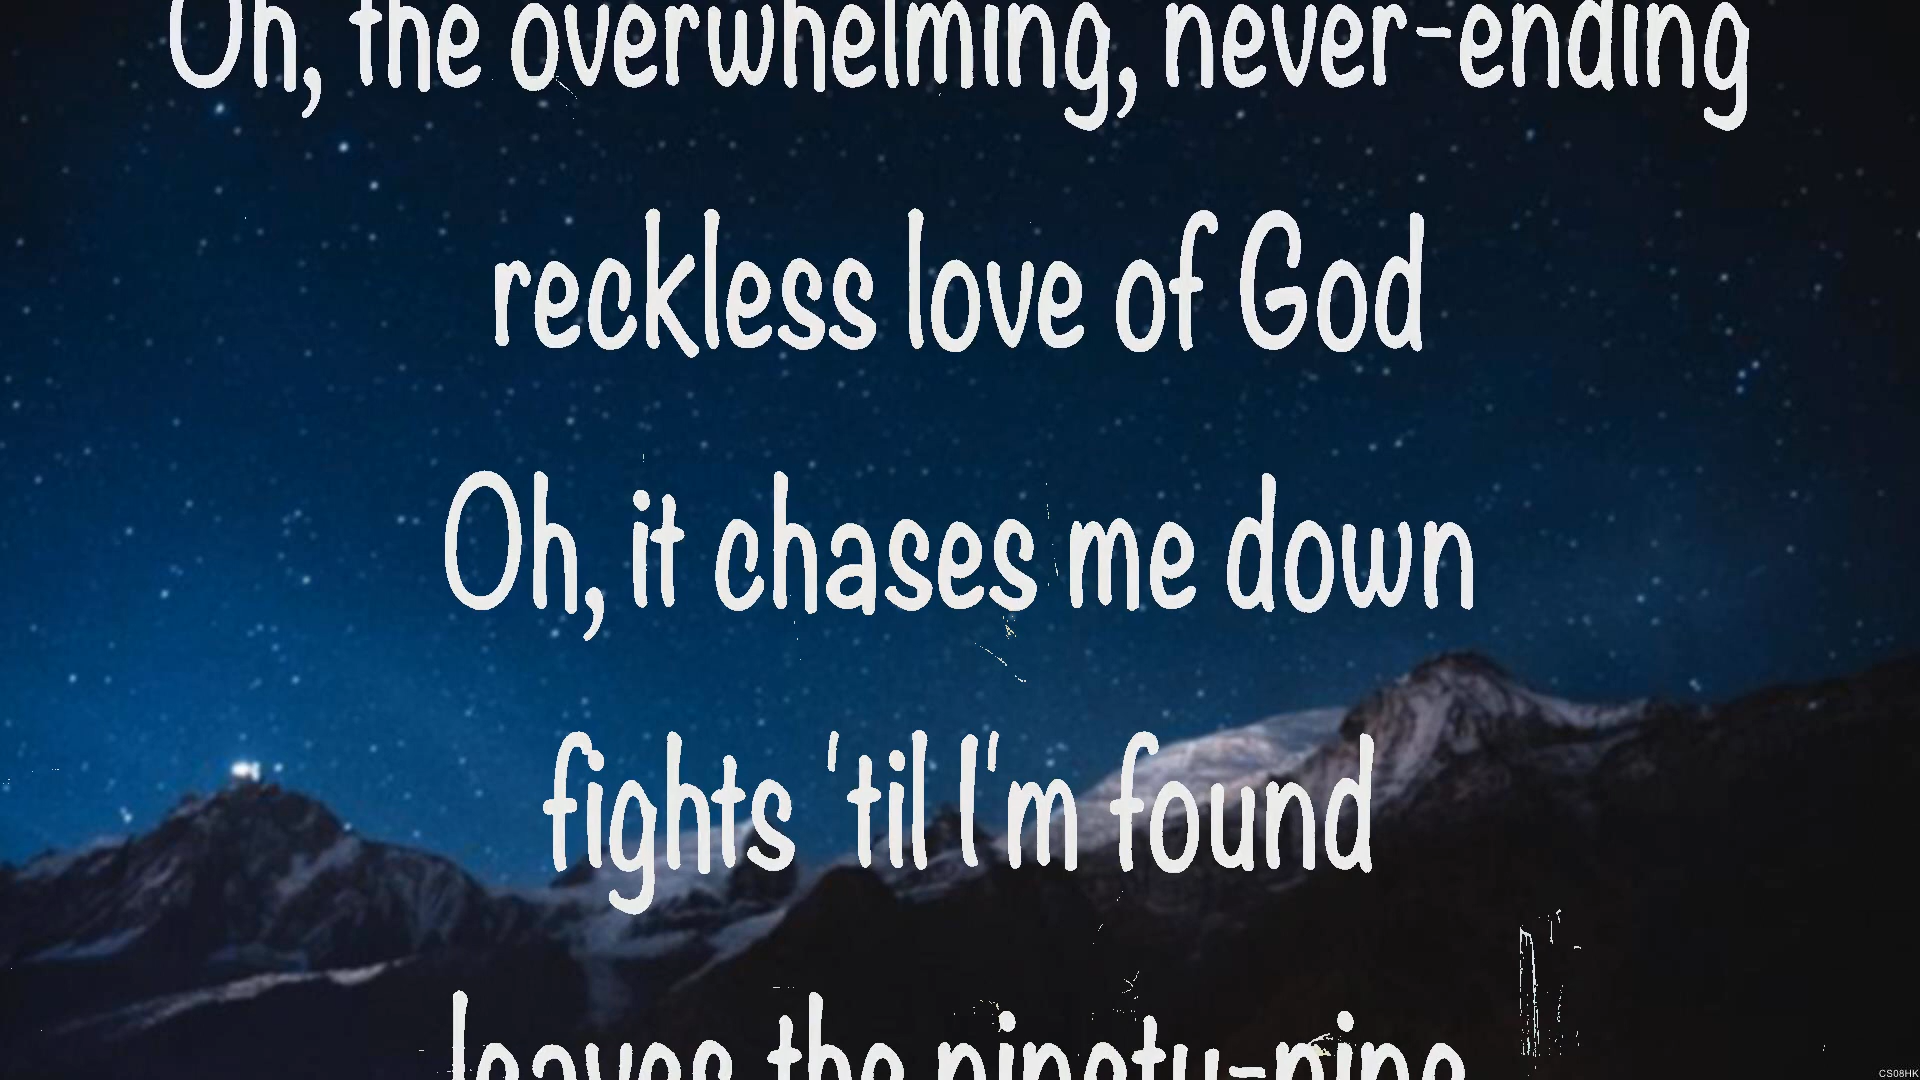 Oh, the overwhelming, never-ending
reckless love of God
Oh, it chases me down
fights 'til I'm found
leaves the ninety-nine
CS08HK